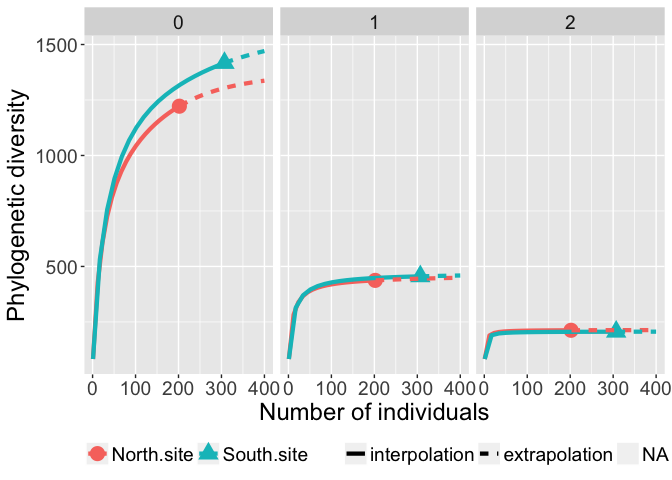 0 1 2
1500
1000
500
Phylogenetic diversity
0 100 200 300 400 0 100 200 300 400 0 100 200 300 400
Number of individuals
North.site South.site interpolation extrapolation NA